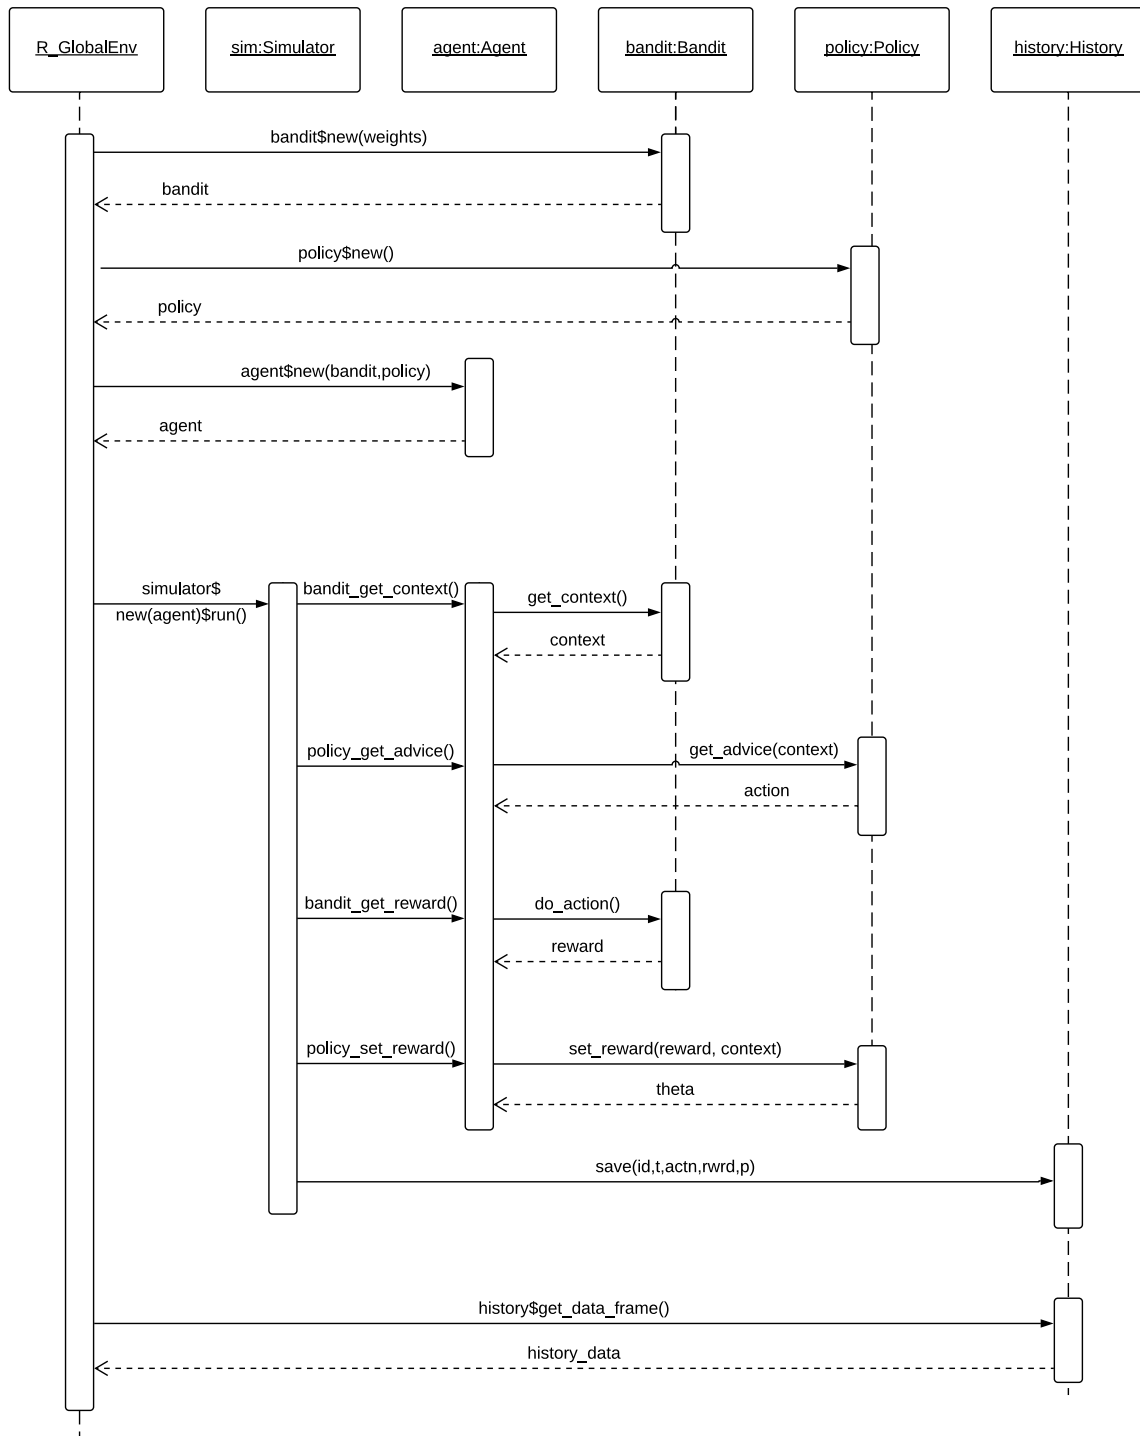 R_GlobalEnv
sim:Simulator
agent:Agent
bandit:Bandit
policy:Policy
history:History
bandit$new(weights)
bandit
policy$new()
policy
agent$new(bandit,policy)
agent
simulator$
new(agent)$run()
bandit_get_context()
get_context()
context
policy_get_advice()
get_advice(context)
action
bandit_get_reward()
do_action()
reward
policy_set_reward()
set_reward(reward, context)
theta
save(id,t,actn,rwrd,p)
history$get_data_frame()
history_data